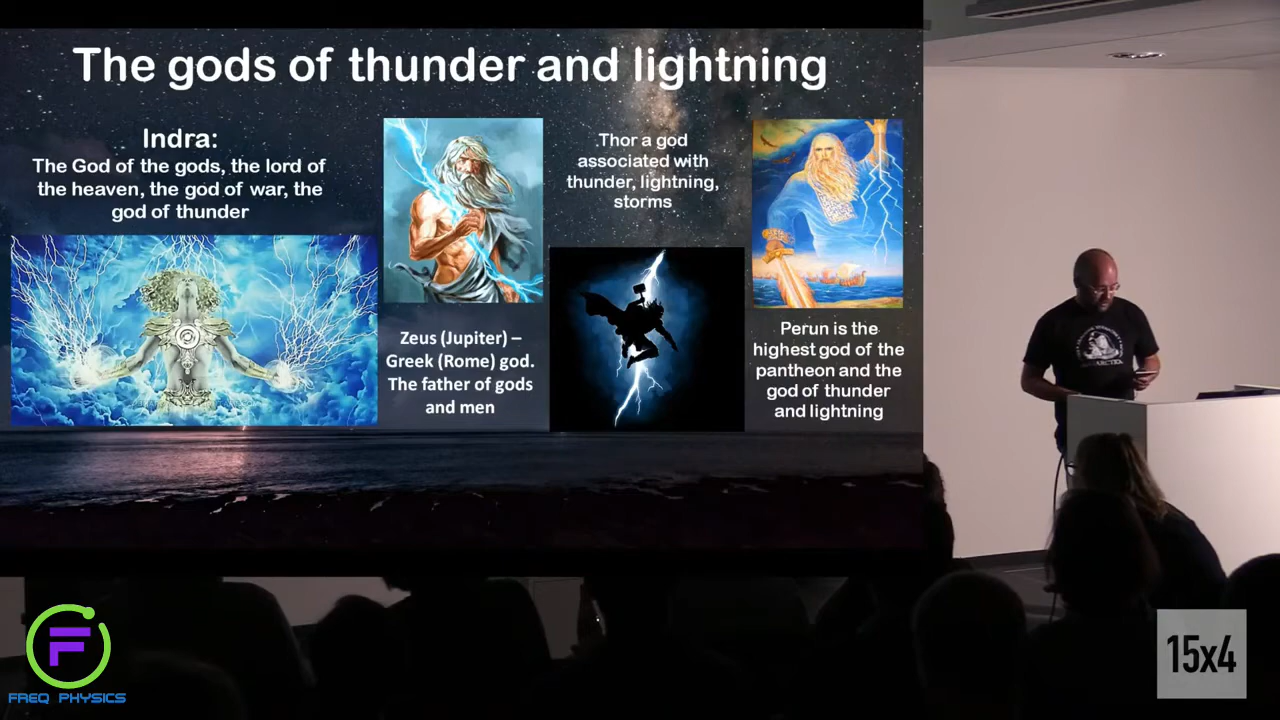 The gods of thunder and lightning
Indra:
The God of the gods, the lord of
the heaven, the god of war, the
god of thunder
Zeus (Jupiter) –
Greek (Rome) god.
The father of gods
and men
Thor a god
associated with
thunder, lightning,
storms
Perun is the
highest god of the
pantheon and the
god of thunder
and lightning
F
FREQ PHYSICS
15x4